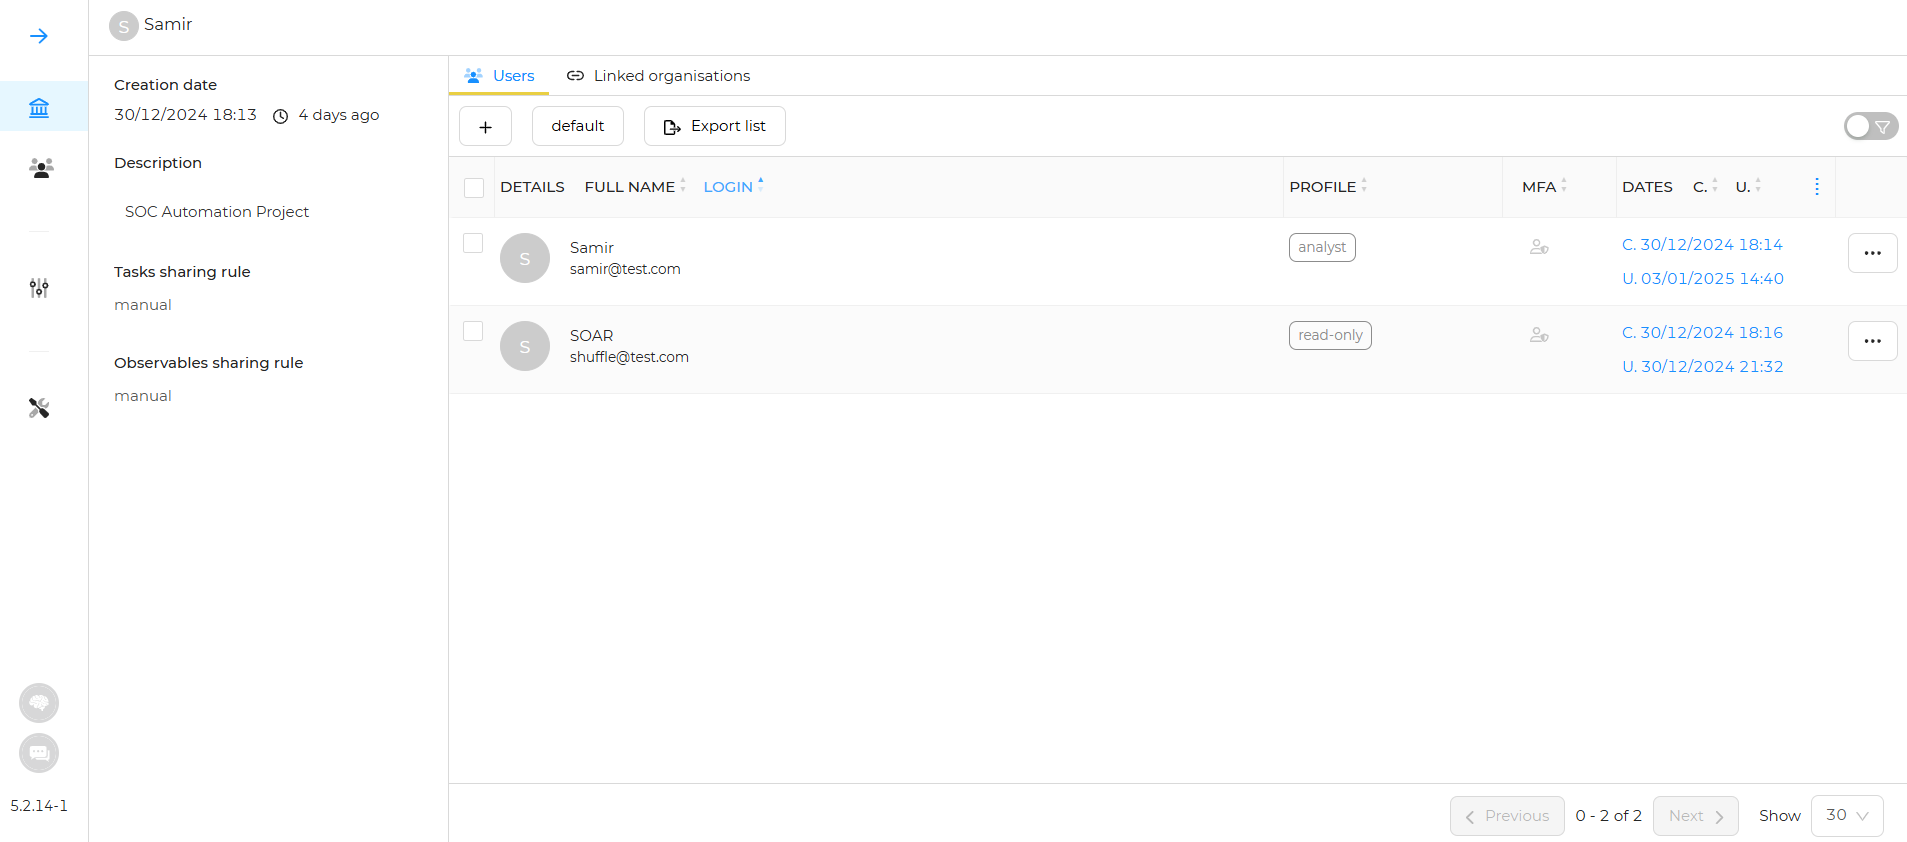 S Samir
Creation date
30/12/2024 18:13 4 days ago
Description
SOC Automation Project
Tasks sharing rule
manual
Observables sharing rule
manual
5.2.14-1
Users Linked organisations
+ default Export list
DETAILS FULL NAME LOGIN PROFILE MFA DATES C. U.
S Samir analyst C. 30/12/2024 18:14
samir@test.com U. 03/01/2025 14:40
S SOAR read-only C. 30/12/2024 18:16
shuffle@test.com U. 30/12/2024 21:32
Previous 0 - 2 of 2 Next Show 30